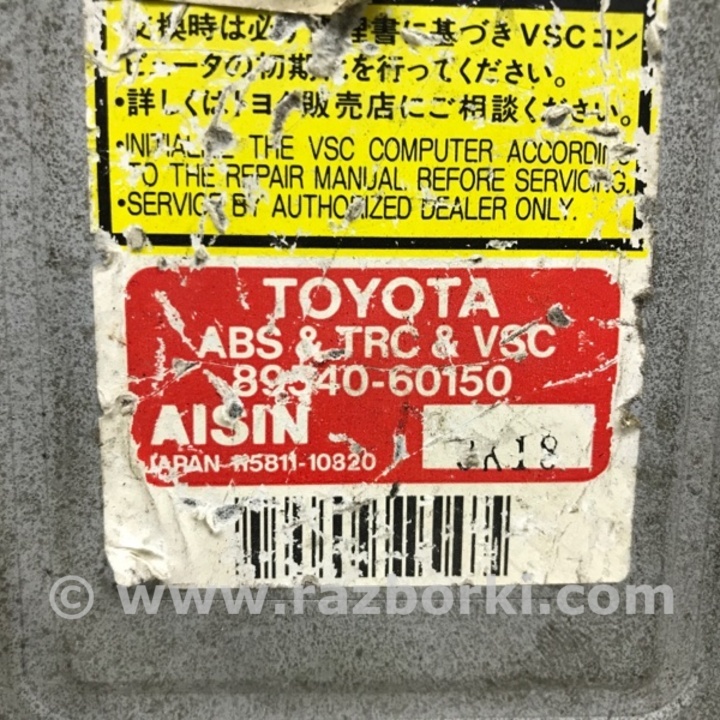 交換時は必ず修理書に基づきVSCコン
ピュータの初期化を行ってください。
•詳しくはトヨタ販売店にご相談ください。
•INITIALIZE THE VSC COMPUTER ACCORDING
TO THE REPAIR MANUAL BEFORE SERVICING.
•SERVICE BY AUTHORIZED DEALER ONLY.
TOYOTA
ABS & TRC & VSC
89540-60150
AISIN
JAPAN 115811-10820
© www.razborki.com